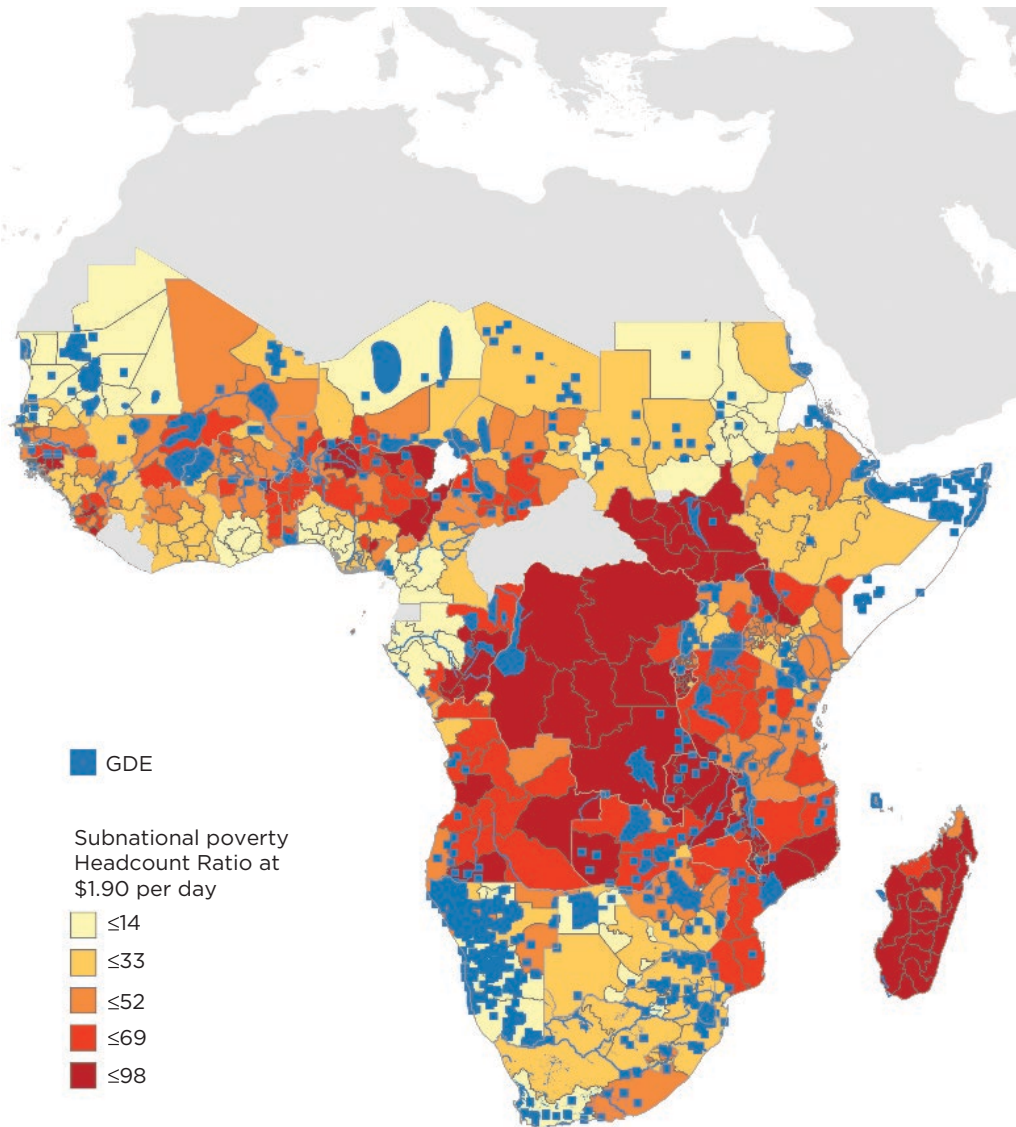 GDE
Subnational poverty
Headcount Ratio at
$1.90 per day
≤14
≤33
≤52
≤69
≤98